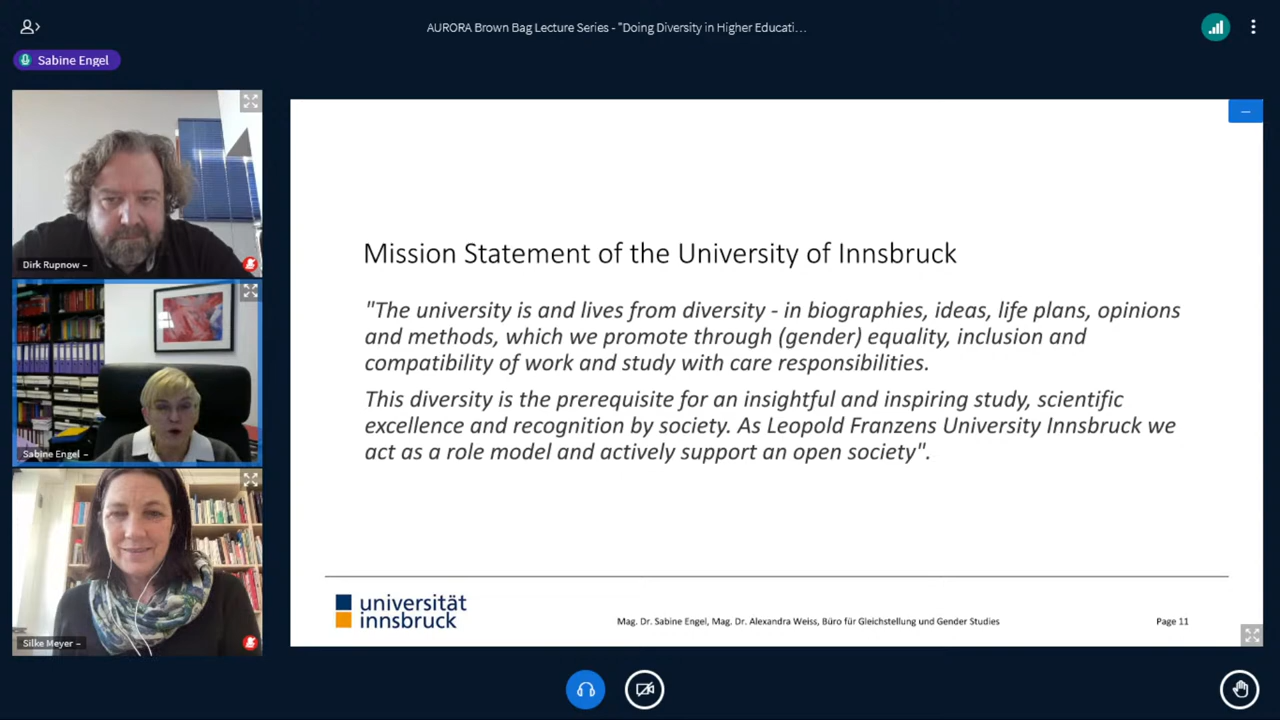 AURORA Brown Bag Lecture Series - "Doing Diversity in Higher Educati…
Sabine Engel
Dirk Rupnow –
Sabine Engel –
Silke Meyer –
Mission Statement of the University of Innsbruck
"The university is and lives from diversity - in biographies, ideas, life plans, opinions
and methods, which we promote through (gender) equality, inclusion and
compatibility of work and study with care responsibilities.
This diversity is the prerequisite for an insightful and inspiring study, scientific
excellence and recognition by society. As Leopold Franzens University Innsbruck we
act as a role model and actively support an open society".
universität
innsbruck
Mag. Dr. Sabine Engel, Mag. Dr. Alexandra Weiss, Büro für Gleichstellung und Gender Studies
Page 11